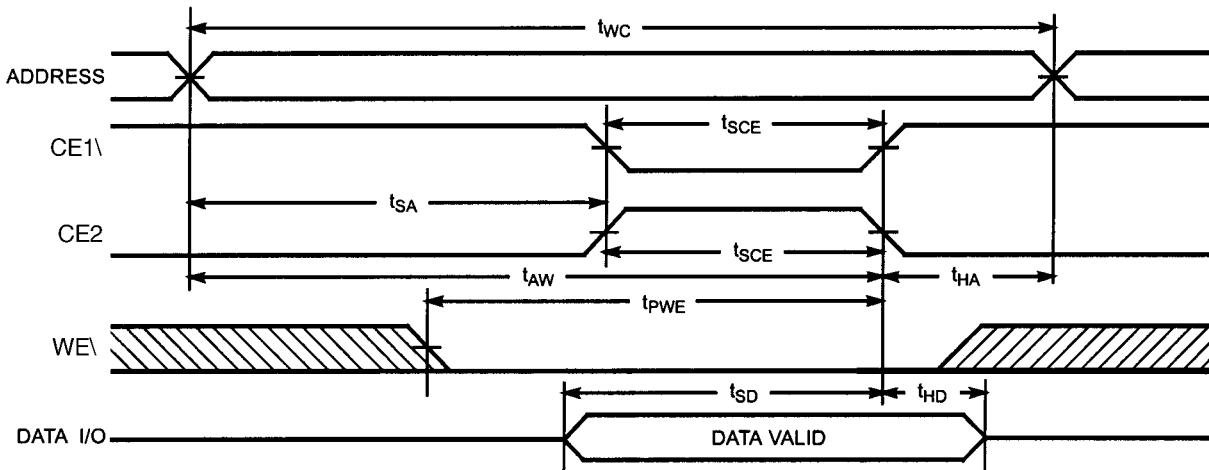 tWC
ADDRESS
tSCE
CE1\
tSA
CE2
tSCE
tAW
tHA
tPWE
WE\
tSD
tHD
DATA I/O
DATA VALID